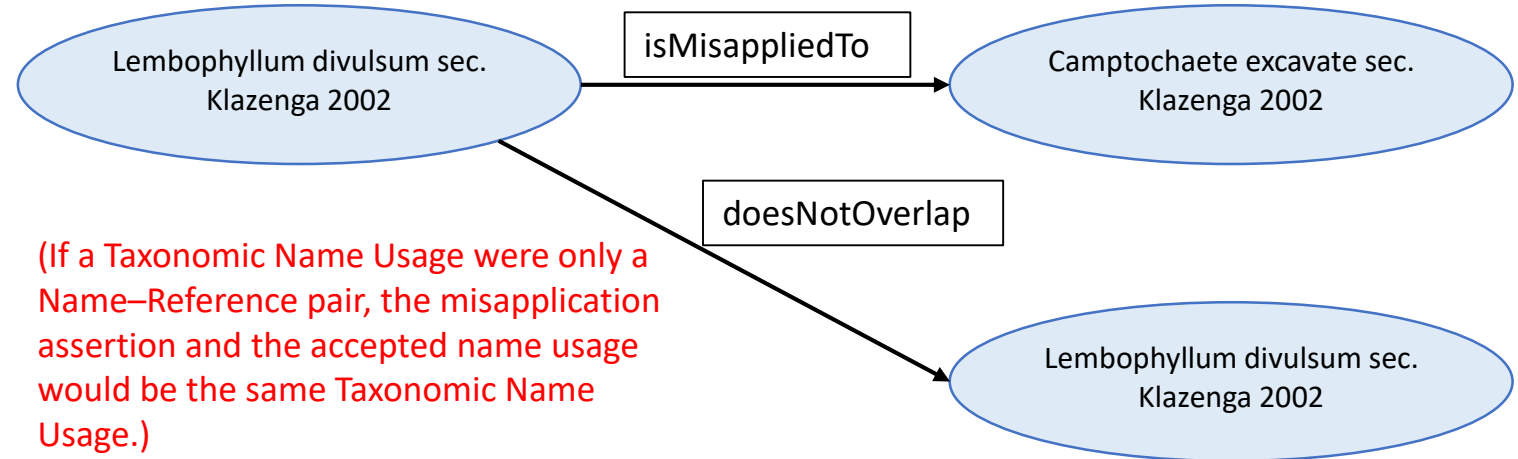 Lembophyllum divulsum sec.
Klazenga 2002
isMisappliedTo
Camptochaete excavate sec.
Klazenga 2002
doesNotOverlap
(If a Taxonomic Name Usage were only a
Name–Reference pair, the misapplication
assertion and the accepted name usage
would be the same Taxonomic Name
Usage.)
Lembophyllum divulsum sec.
Klazenga 2002